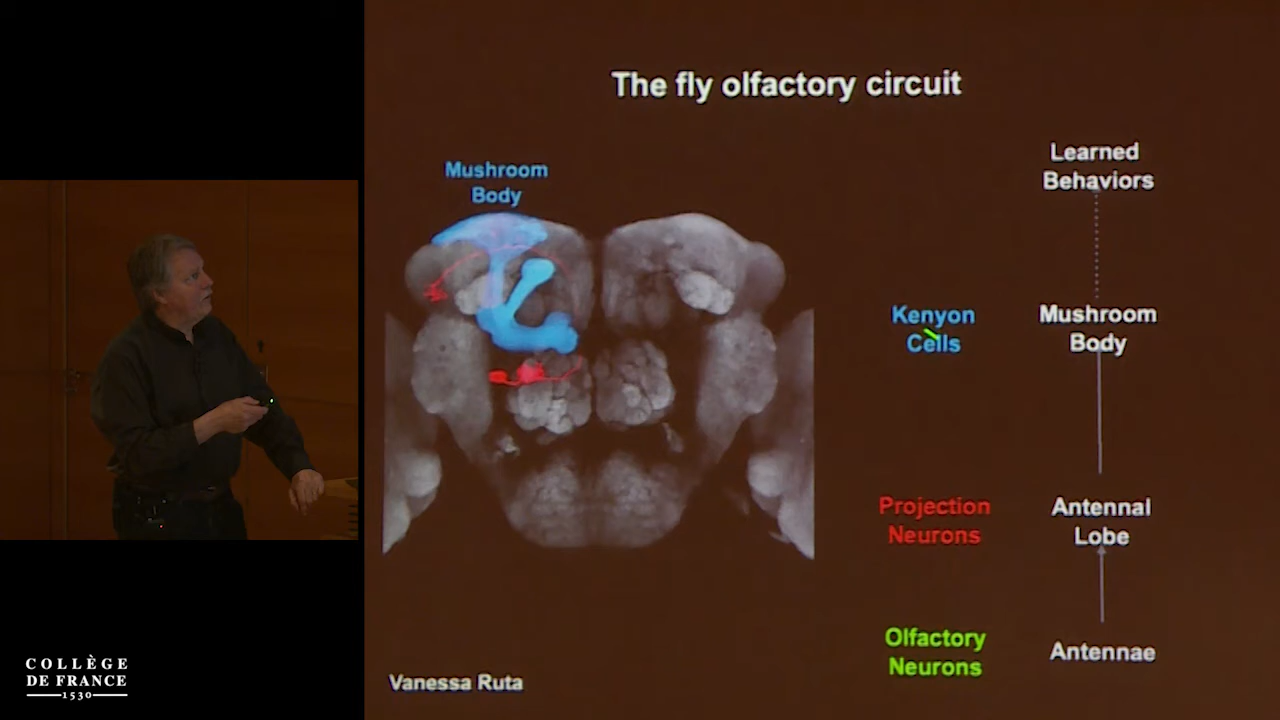 The fly olfactory circuit
Mushroom
Body
Learned
Behaviors
Kenyon
Cells
Mushroom
Body
Projection
Neurons
Antennal
Lobe
Olfactory
Neurons
Antennae
Vanessa Ruta
COLLÈGE
DE FRANCE
1530